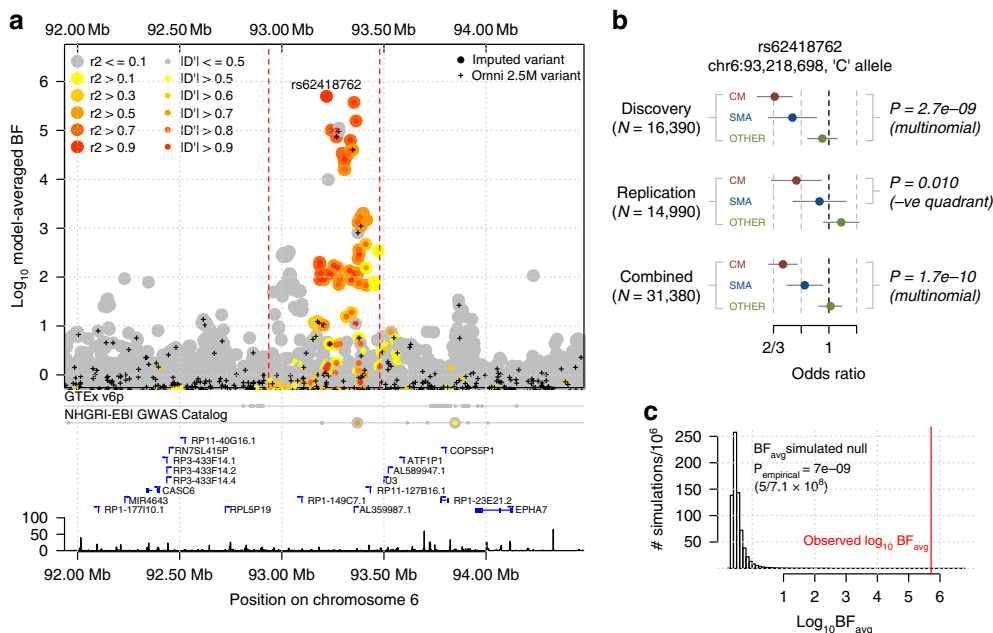 a
92.00 Mb 92.50 Mb 93.00 Mb 93.50 Mb 94.00 Mb
r2 <= 0.1 |D'| <= 0.5
r2 > 0.1 |D'| > 0.5
r2 > 0.3 |D'| > 0.6
r2 > 0.5 |D'| > 0.7
r2 > 0.7 |D'| > 0.8
r2 > 0.9 |D'| > 0.9
Imputed variant
+ Omni 2.5M variant
rs62418762
Log10 model-averaged BF
6
5
4
3
2
1
0
GTEx v6p
NHGRI-EBI GWAS Catalog
RP11-40G16.1
RN7SL415P
RP3-433F14.1
RP3-433F14.2
RP3-433F14.4
CASC6
MIR4643
RP1-177I10.1
RPL5P19
RP1-149C7.1
COPS5P1
ATF1P1
AL589947.1
U3
RP11-127B16.1
AL359987.1
RP1-23E21.2
EPHA7
100
50
0
92.00 Mb 92.50 Mb 93.00 Mb 93.50 Mb 94.00 Mb
Position on chromosome 6
b
rs62418762
chr6:93,218,698, 'C' allele
Discovery
(N = 16,390)
CM
SMA
OTHER
P = 2.7e−09
(multinomial)
Replication
(N = 14,990)
CM
SMA
OTHER
P = 0.010
(−ve quadrant)
Combined
(N = 31,380)
CM
SMA
OTHER
P = 1.7e−10
(multinomial)
2/3 1
Odds ratio
c
# simulations/10^6
250
200
150
100
50
BFavg simulated null
Pempirical = 7e−09
(5/7.1 × 10^8)
Observed log10 BFavg
1 2 3 4 5 6
Log10BFavg